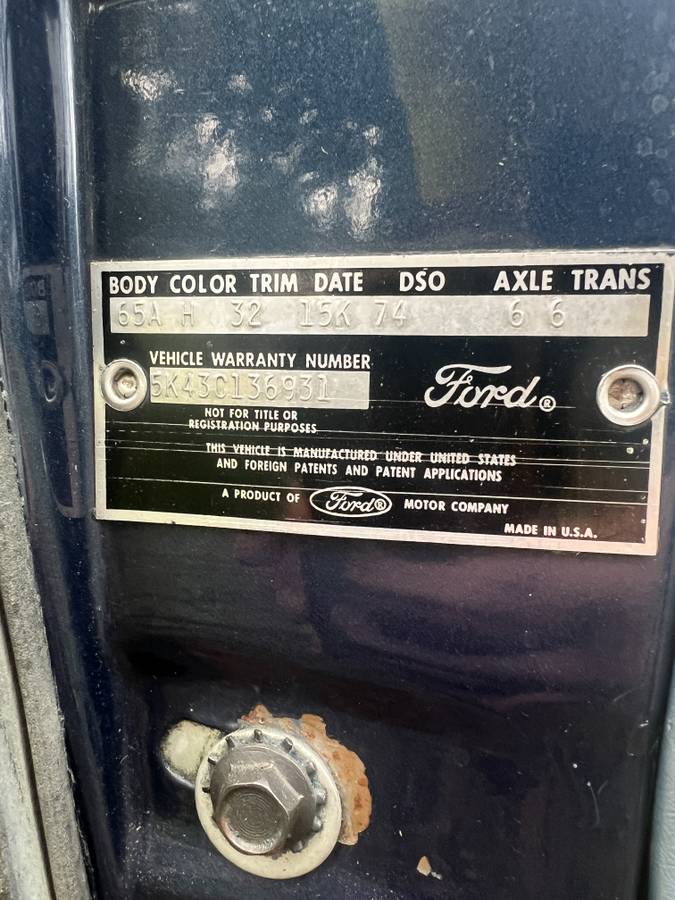 BODY COLOR TRIM DATE DSO AXLE TRANS
65A H 32 15K 74 6 6
VEHICLE WARRANTY NUMBER
5K43C136931
Ford®
NOT FOR TITLE OR
REGISTRATION PURPOSES
THIS VEHICLE IS MANUFACTURED UNDER UNITED STATES
AND FOREIGN PATENTS AND PATENT APPLICATIONS
A PRODUCT OF Ford® MOTOR COMPANY
MADE IN U.S.A.